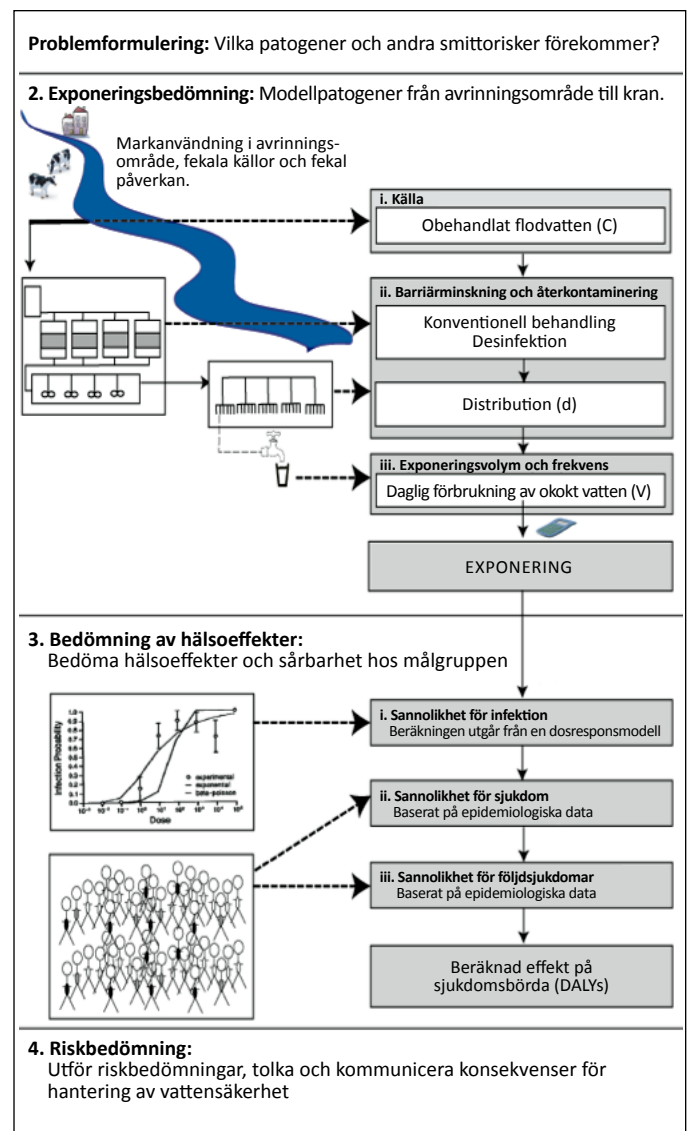 Problemformulering: Vilka patogener och andra smittorisker förekommer?
2. Exponeringsbedömning: Modellpatogener från avrinningsområde till kran.
Markanvändning i avrinnings-
område, fekala källor och fekal
påverkan.
i. Källa
Obehandlat flodvatten (C)
ii. Barriärminskning och återkontaminering
Konventionell behandling
Desinfektion
Distribution (d)
iii. Exponeringsvolym och frekvens
Daglig förbrukning av okokt vatten (V)
EXPONERING
3. Bedömning av hälsoeffekter:
Bedöma hälsoeffekter och sårbarhet hos målgruppen
Infection Probability
experimental
exponential
beta-poisson
Dose
i. Sannolikhet för infektion
Beräkningen utgår från en dosresponsmodell
ii. Sannolikhet för sjukdom
Baserat på epidemiologiska data
iii. Sannolikhet för följdsjukdomar
Baserat på epidemiologiska data
Beräknad effekt på
sjukdomsbörda (DALYs)
4. Riskbedömning:
Utför riskbedömningar, tolka och kommunicera konsekvenser för
hantering av vattensäkerhet